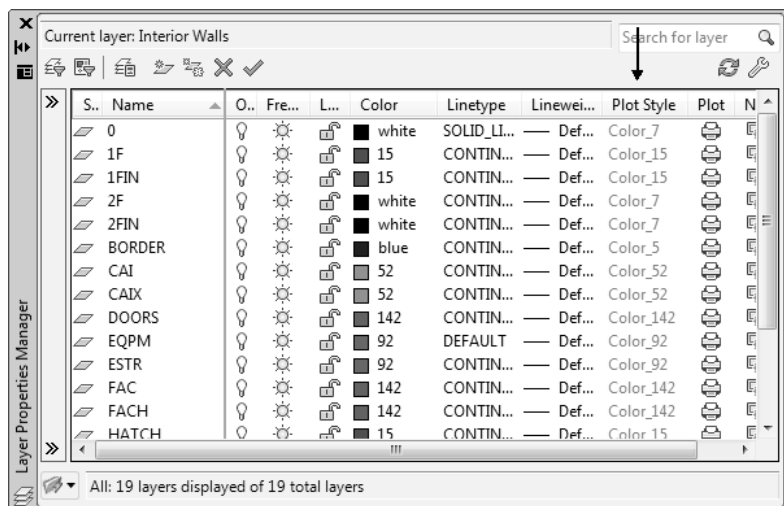 Current layer: Interior Walls
Search for layer
S.. Name O.. Fre... L... Color Linetype Linewei... Plot Style Plot N
0 white SOLID_LI... Def... Color_7
1F 15 CONTIN... Def... Color_15
1FIN 15 CONTIN... Def... Color_15
2F white CONTIN... Def... Color_7
2FIN white CONTIN... Def... Color_7
BORDER blue CONTIN... Def... Color_5
CAI 52 CONTIN... Def... Color_52
CAIX 52 CONTIN... Def... Color_52
DOORS 142 CONTIN... Def... Color_142
EQPM 92 DEFAULT Def... Color_92
ESTR 92 CONTIN... Def... Color_92
FAC 142 CONTIN... Def... Color_142
FACH 142 CONTIN... Def... Color_142
HATCH 15 CONTIN... Def... Color_15
Layer Properties Manager
All: 19 layers displayed of 19 total layers